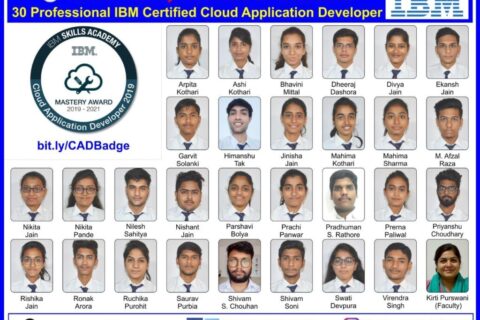 30 Professional IBM Certified Cloud Application Developer
IBM
IBM SKILLS ACADEMY
IBM
MASTERY AWARD
2019 - 2021
Cloud Application Developer 2019
bit.ly/CADBadge
Arpita Kothari
Ashi Kothari
Bhavini Mittal
Dheeraj Dashora
Divya Jain
Ekansh Jain
Garvit Solanki
Himanshu Tak
Jinisha Jain
Mahima Kothari
Mahima Sharma
M. Afzal Raza
Nikita Jain
Nikita Pande
Nilesh Sahitya
Nishant Jain
Parshavi Bolya
Prachi Panwar
Pradhuman S. Rathore
Prerna Paliwal
Priyanshu Choudhary
Rishika Jain
Ronak Arora
Ruchika Purohit
Saurav Purbia
Shivam S. Chouhan
Shivam Soni
Swati Devpura
Virendra Singh
Kirti Purswani (Faculty)